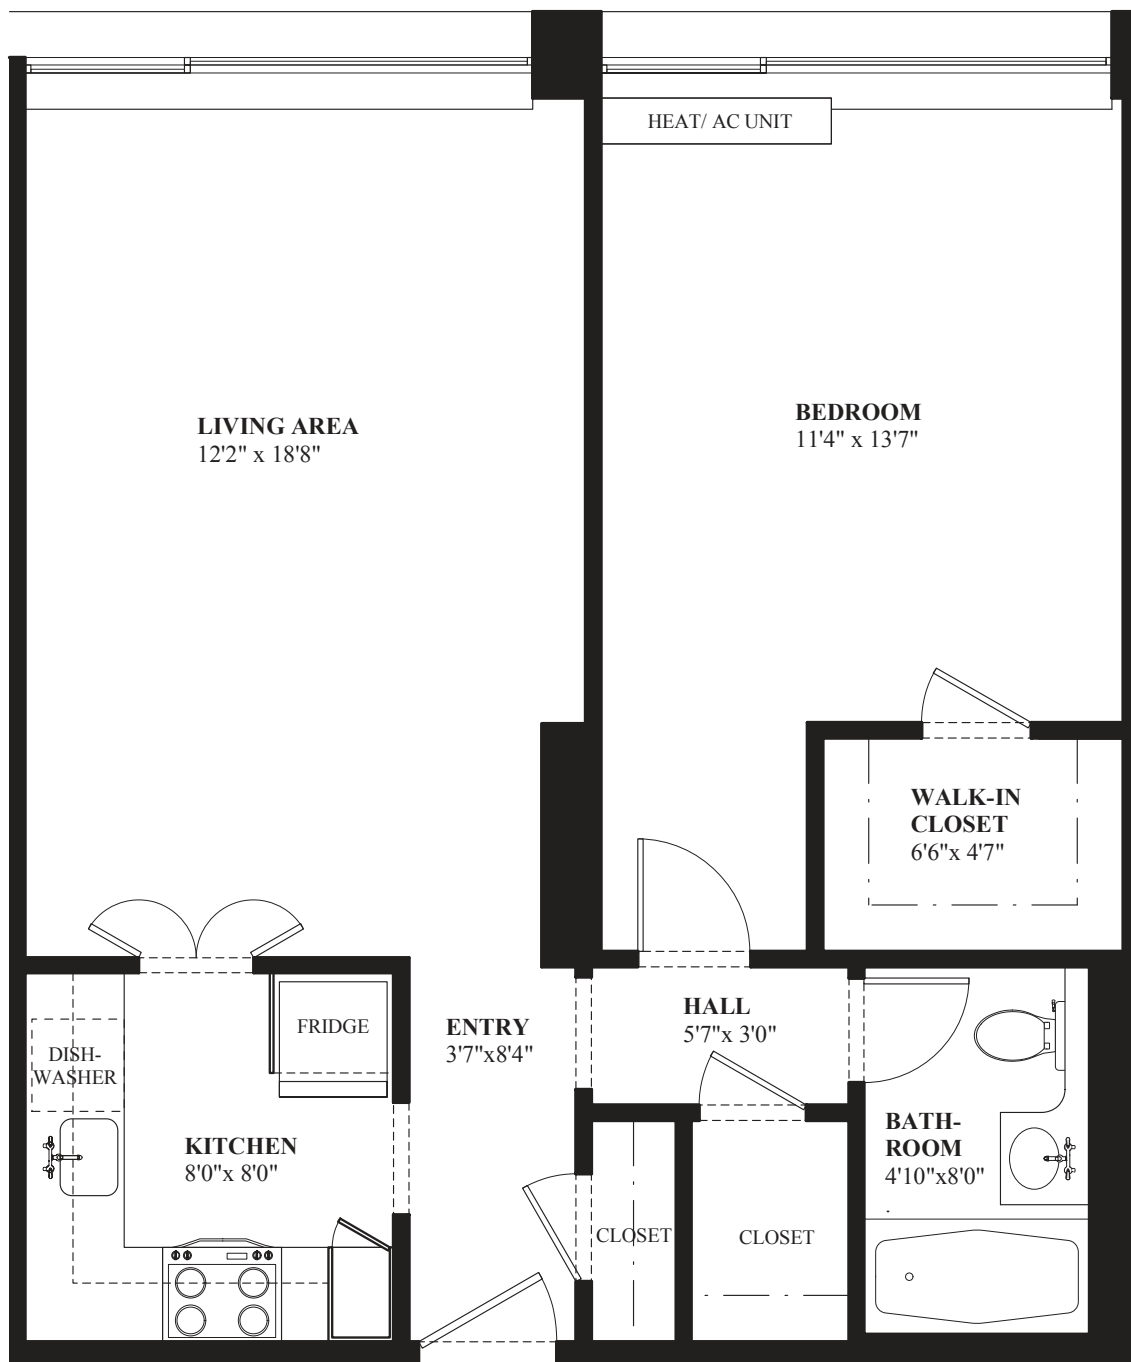 HEAT/ AC UNIT
LIVING AREA
12'2" x 18'8"
BEDROOM
11'4" x 13'7"
WALK-IN
CLOSET
6'6"x 4'7"
FRIDGE
DISH-
WASHER
ENTRY
3'7"x8'4"
HALL
5'7"x 3'0"
KITCHEN
8'0"x 8'0"
BATH-
ROOM
4'10"x8'0"
CLOSET
CLOSET